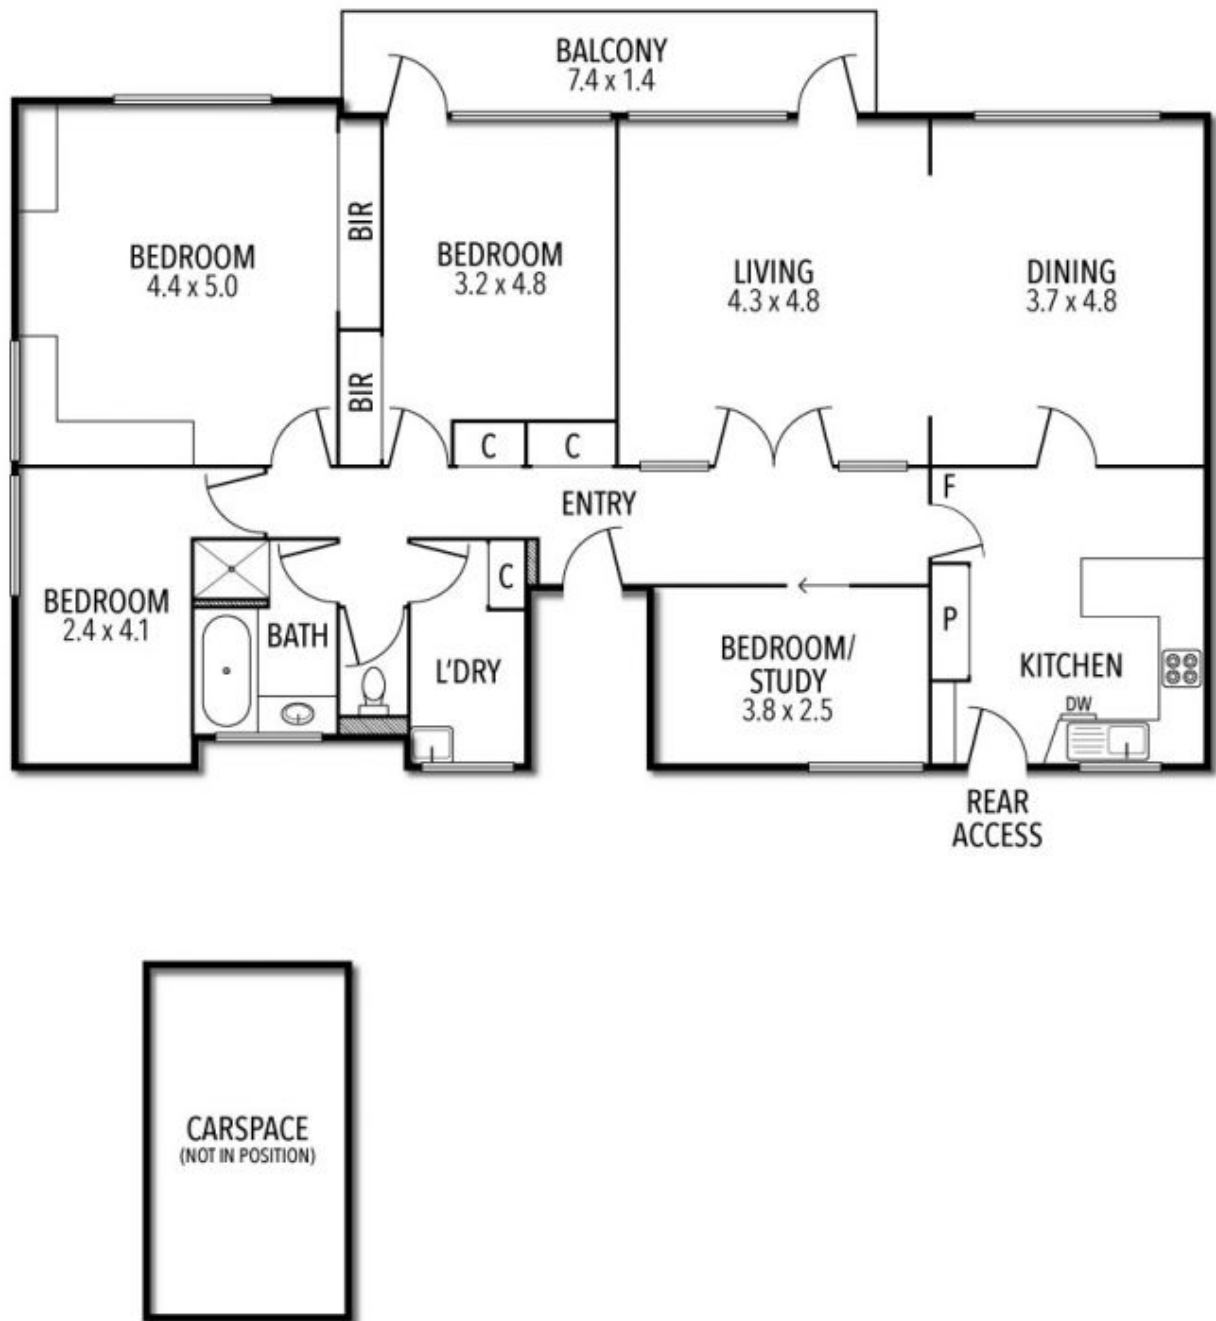 BALCONY
7.4 x 1.4
BEDROOM
4.4 x 5.0
BIR
BIR
BEDROOM
3.2 x 4.8
LIVING
4.3 x 4.8
DINING
3.7 x 4.8
C
C
ENTRY
F
BEDROOM
2.4 x 4.1
BATH
L'DRY
C
BEDROOM/
STUDY
3.8 x 2.5
P
KITCHEN
DW
REAR
ACCESS
CARSPACE
(NOT IN POSITION)